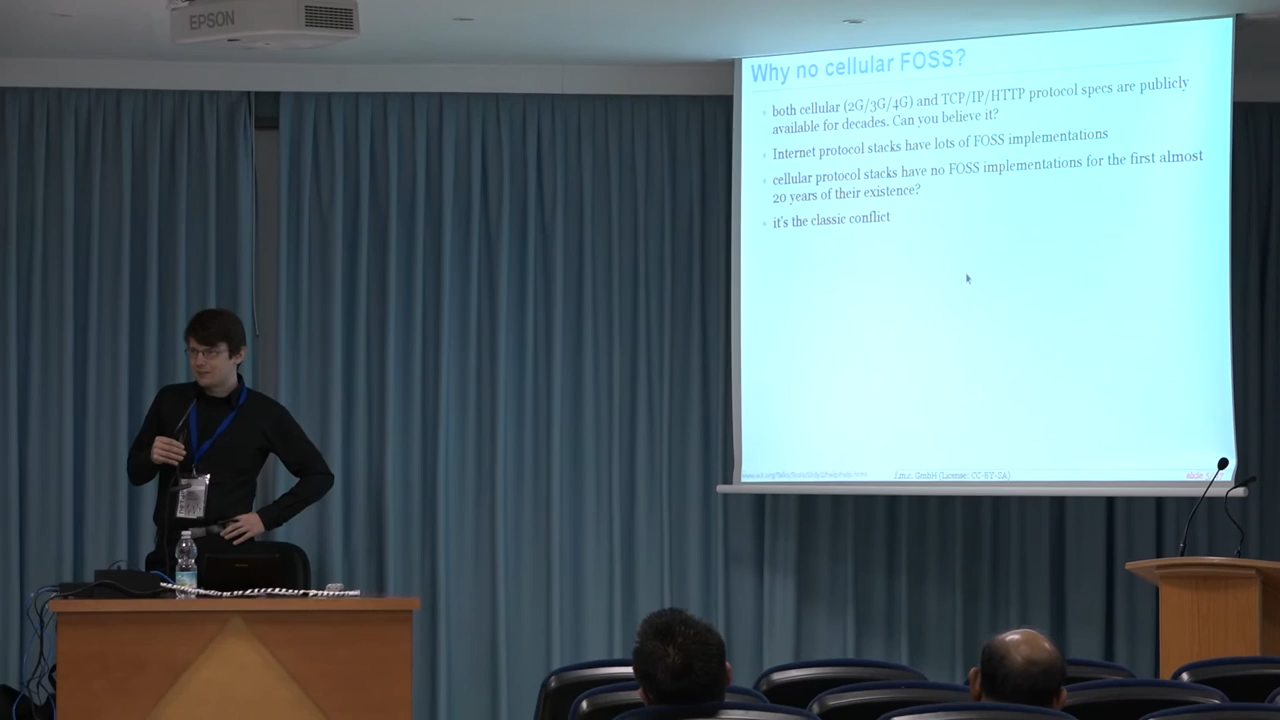 EPSON
Why no cellular FOSS?
both cellular (2G/3G/4G) and TCP/IP/HTTP protocol specs are publicly
available for decades. Can you believe it?
Internet protocol stacks have lots of FOSS implementations
cellular protocol stacks have no FOSS implementations for the first almost
20 years of their existence?
it's the classic conflict
f.m.c. GmbH (License: CC-BY-SA)
slide